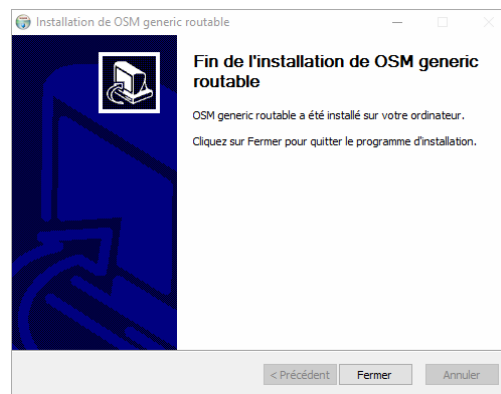 Installation de OSM generic routable
Fin de l'installation de OSM generic
routable
OSM generic routable a été installé sur votre ordinateur.
Cliquez sur Fermer pour quitter le programme d'installation.
< Précédent
Fermer
Annuler